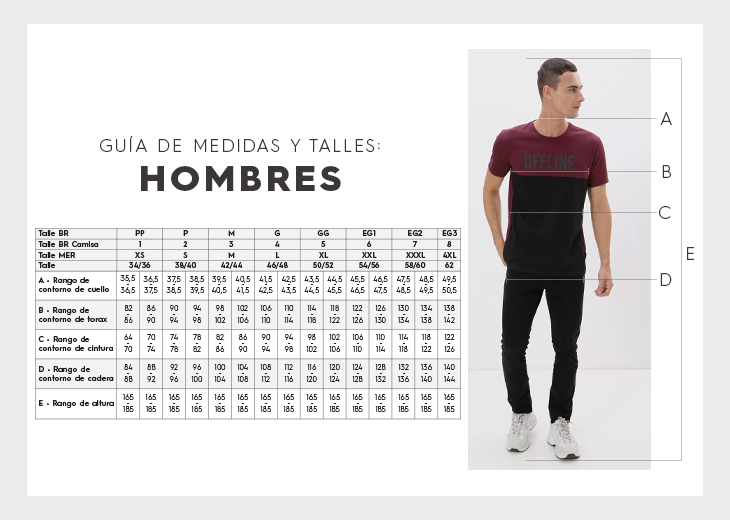 GUÍA DE MEDIDAS Y TALLES:
HOMBRES
Talle BR PP P M G GG EG1 EG2 EG3
Talle BR Camisa 1 2 3 4 5 6 7 8
Talle MER XS S M L XL XXL XXXL 4XL
Talle 34/36 38/40 42/44 46/48 50/52 54/56 58/60 62
A - Rango de 35,5 36,5 37,5 38,5 39,5 40,5 41,5 42,5 43,5 44,5 45,5 46,5 47,5 48,5 49,5
contorno de cuello 36,5 37,5 38,5 39,5 40,5 41,5 42,5 43,5 44,5 45,5 46,5 47,5 48,5 49,5 50,5
B - Rango de 82 86 90 94 98 102 106 110 114 118 122 126 130 134 138
contorno de torax 86 90 94 98 102 106 110 114 118 122 126 130 134 138 142
C - Rango de 64 70 74 78 82 86 90 94 98 102 106 110 114 118 122
contorno de cintura 70 74 78 82 86 90 94 98 102 106 110 114 118 122 126
D - Rango de 84 88 92 96 100 104 108 112 116 120 124 128 132 136 140
contorno de cadera 88 92 96 100 104 108 112 116 120 124 128 132 136 140 144
E - Rango de altura 165 165 165 165 165 165 165 165 165 165 165 165 165 165 165
185 185 185 185 185 185 185 185 185 185 185 185 185 185 185
OFFLINE
A
B
C
E
D